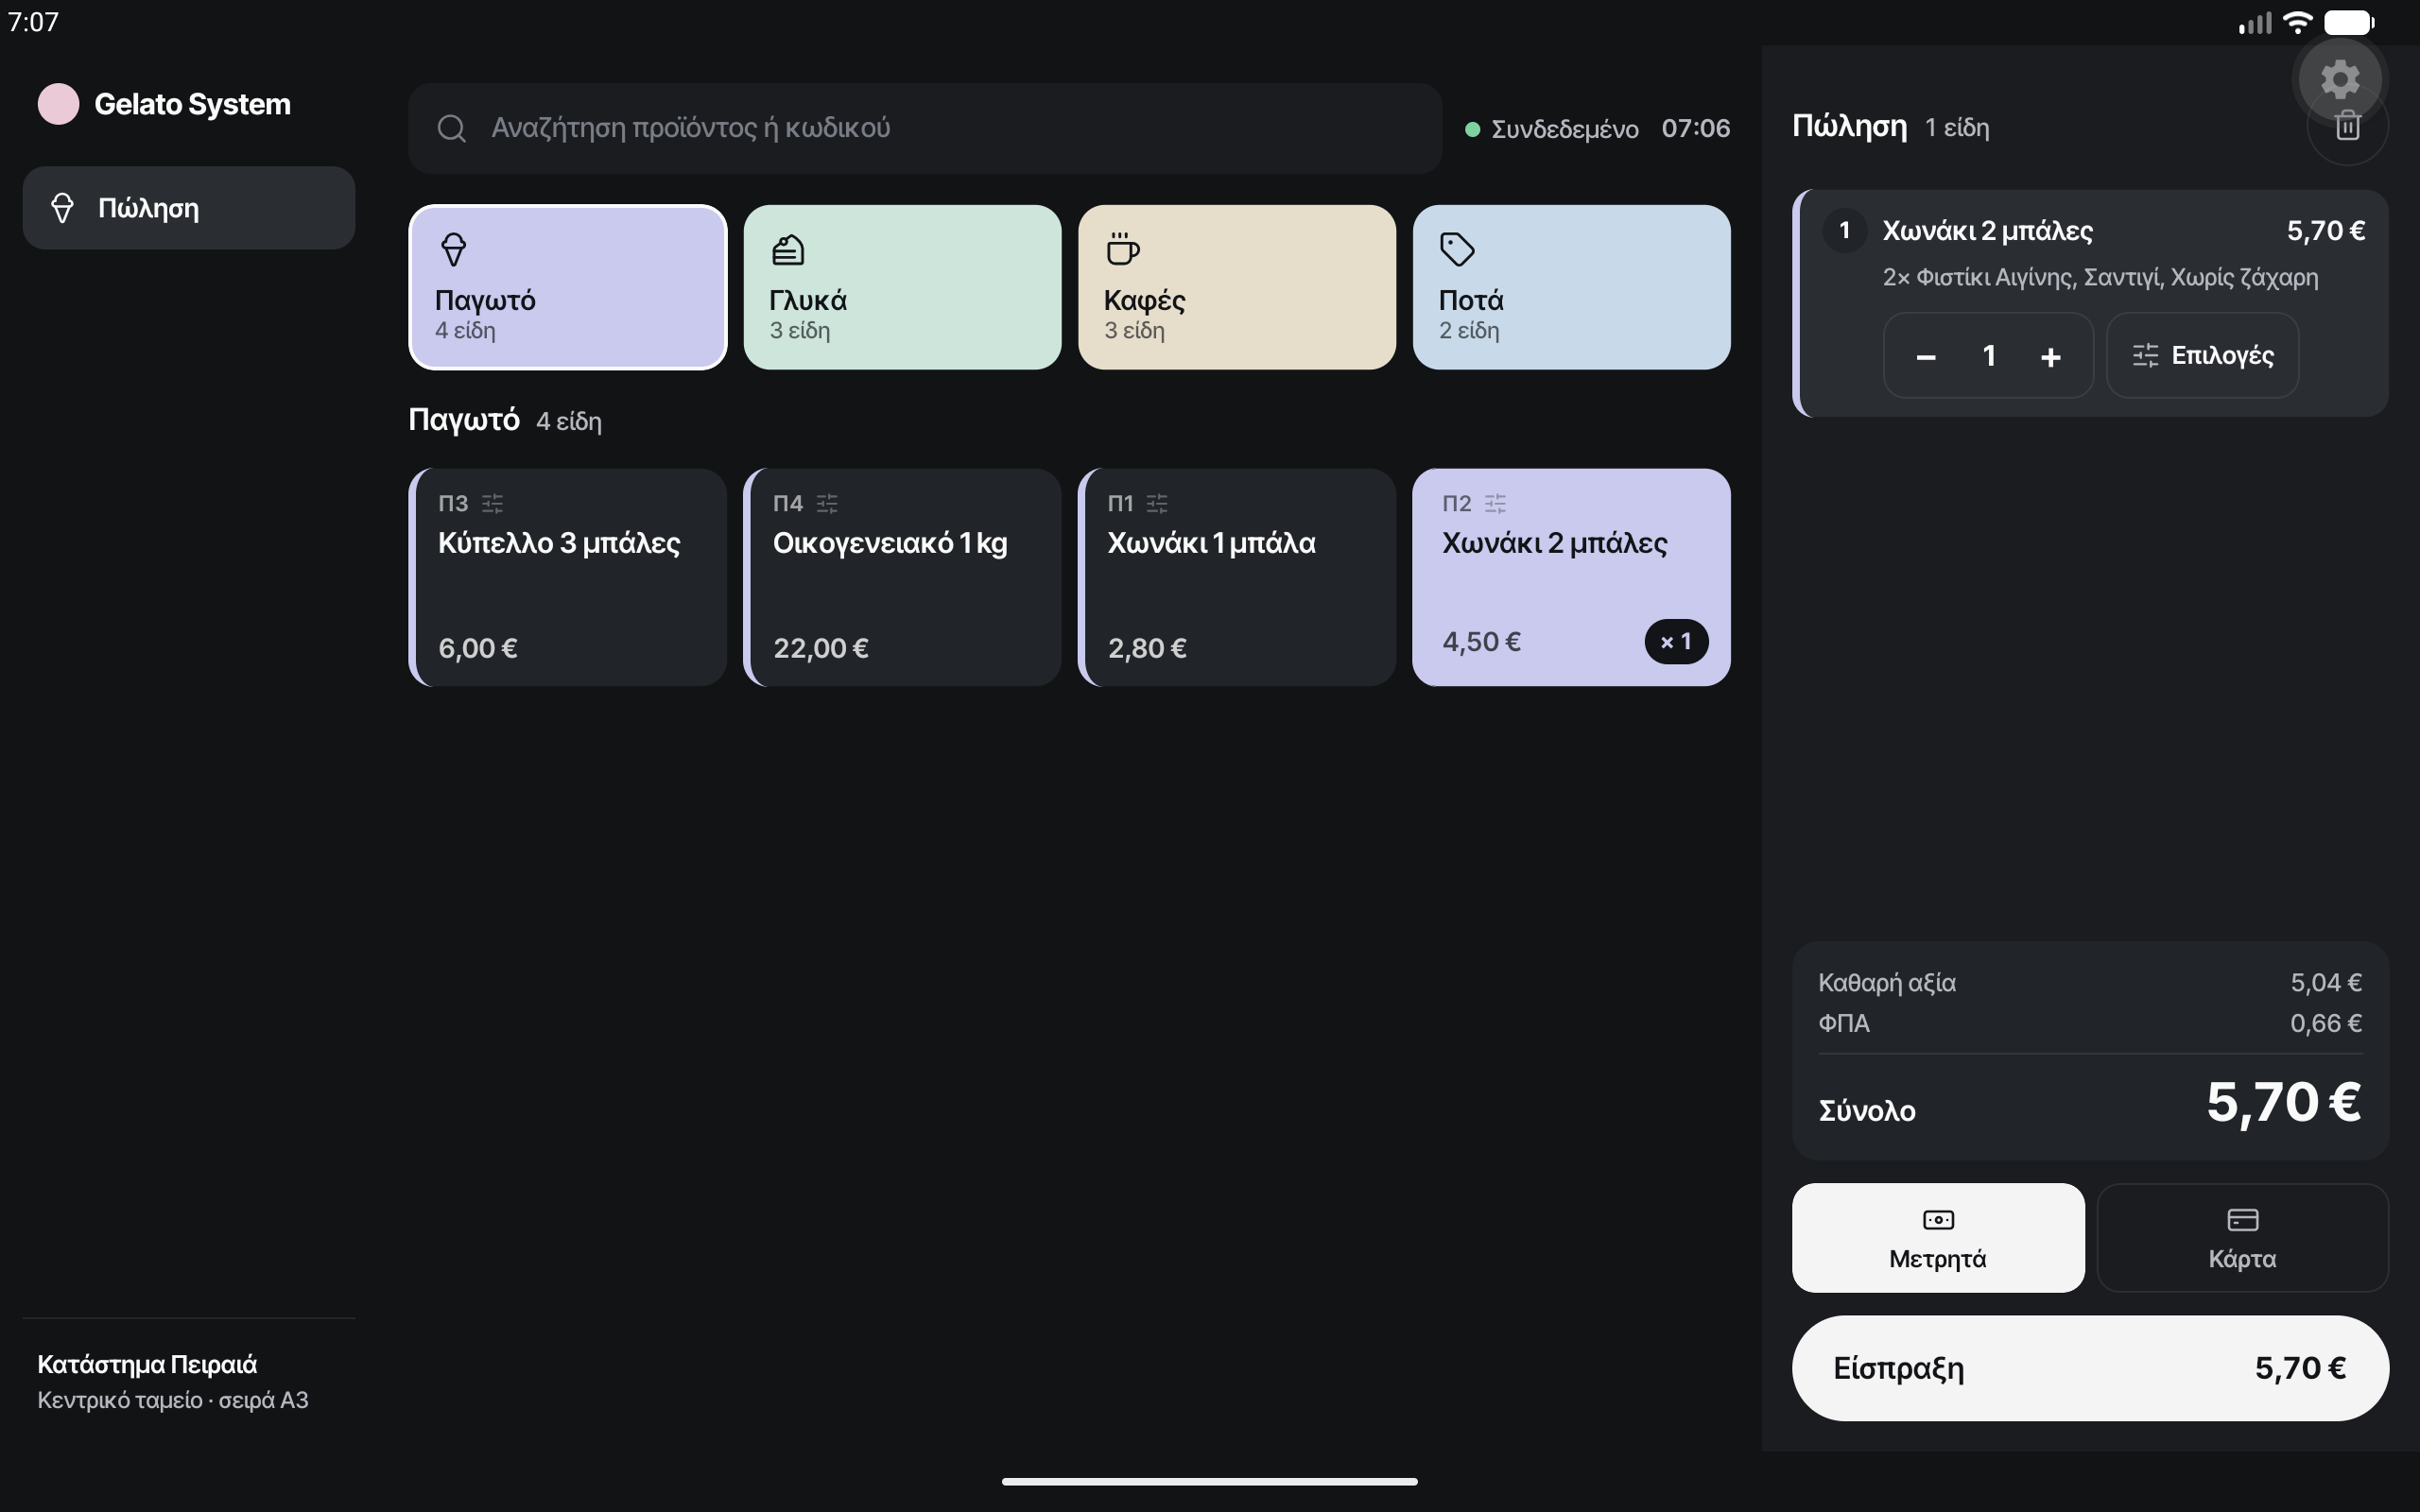 7:07
Gelato System
Πώληση
Αναζήτηση προϊόντος ή κωδικού
Συνδεδεμένο 07:06
Παγωτό
4 είδη
Γλυκά
3 είδη
Καφές
3 είδη
Ποτά
2 είδη
Παγωτό 4 είδη
Π3
Κύπελλο 3 μπάλες
6,00 €
Π4
Οικογενειακό 1 kg
22,00 €
Π1
Χωνάκι 1 μπάλα
2,80 €
Π2
Χωνάκι 2 μπάλες
4,50 €
× 1
Κατάστημα Πειραιά
Κεντρικό ταμείο · σειρά Α3
Πώληση 1 είδη
1 Χωνάκι 2 μπάλες 5,70 €
2× Φιστίκι Αιγίνης, Σαντιγί, Χωρίς ζάχαρη
− 1 + Επιλογές
Καθαρή αξία 5,04 €
ΦΠΑ 0,66 €
Σύνολο 5,70 €
Μετρητά
Κάρτα
Είσπραξη 5,70 €